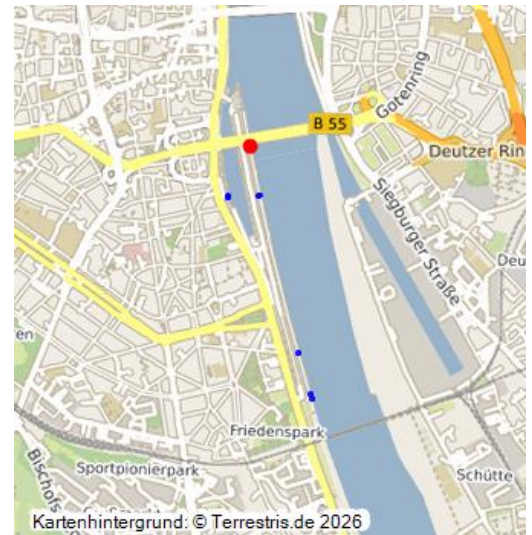 Gotenring
B 55
Deutzer Rin
Siegburger Straße
Deu
en
Friedenspark
Sportpionierpark
Schütte
Bischofs
Kartenhintergrund: © Terrestris.de 2026